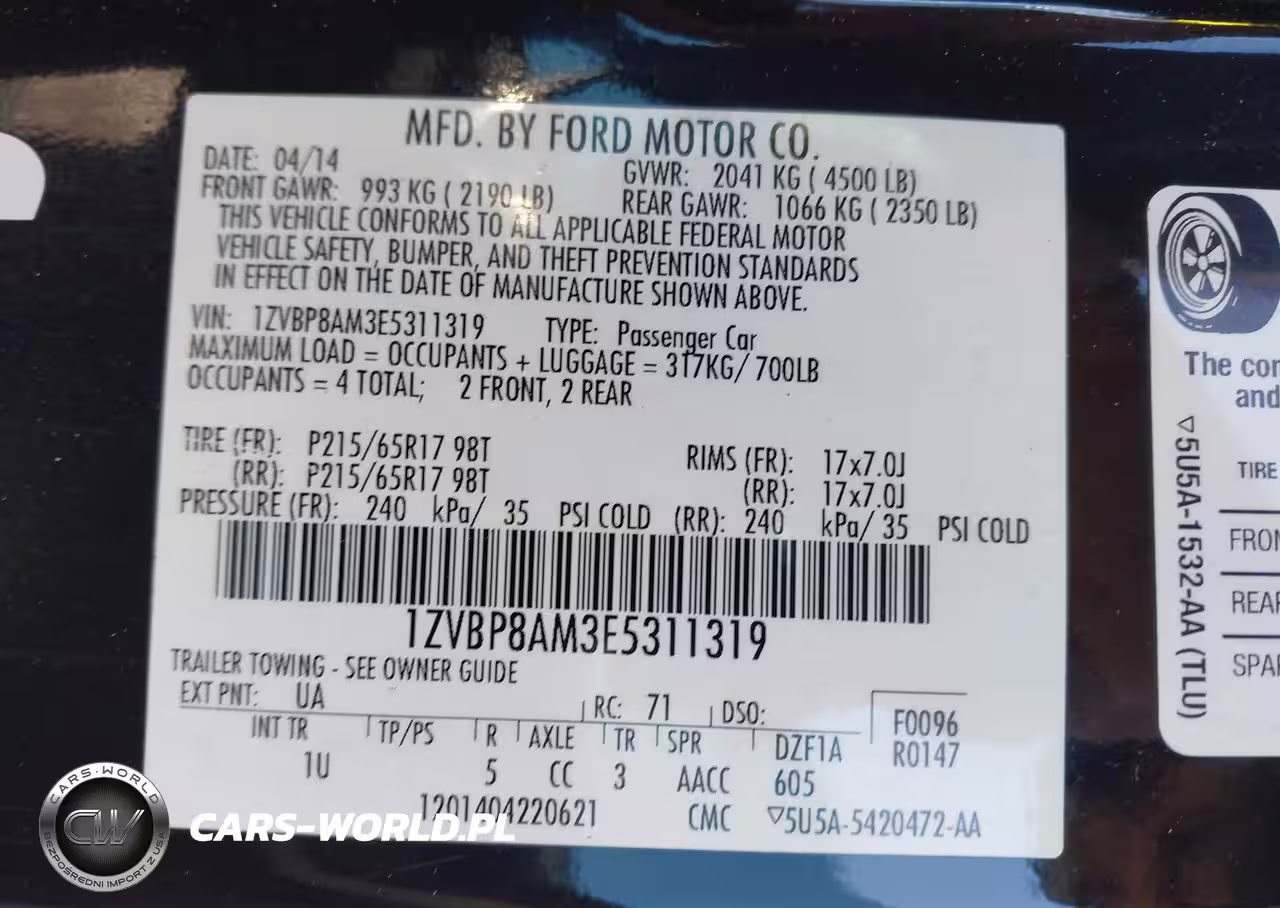 MFD. BY FORD MOTOR CO.
DATE: 04/14
GVWR: 2041 KG ( 4500 LB)
FRONT GAWR: 993 KG ( 2190 LB)
REAR GAWR: 1066 KG ( 2350 LB)
THIS VEHICLE CONFORMS TO ALL APPLICABLE FEDERAL MOTOR
VEHICLE SAFETY, BUMPER, AND THEFT PREVENTION STANDARDS
IN EFFECT ON THE DATE OF MANUFACTURE SHOWN ABOVE.
VIN: 1ZVBP8AM3E5311319 TYPE: Passenger Car
MAXIMUM LOAD = OCCUPANTS + LUGGAGE = 317KG/ 700LB
OCCUPANTS = 4 TOTAL; 2 FRONT, 2 REAR
TIRE (FR): P215/65R17 98T RIMS (FR): 17x7.0J
(RR): P215/65R17 98T (RR): 17x7.0J
PRESSURE (FR): 240 kPa/ 35 PSI COLD (RR): 240 kPa/ 35 PSI COLD
1ZVBP8AM3E5311319
TRAILER TOWING - SEE OWNER GUIDE
EXT PNT: UA RC: 71 DSO: F0096
INT TR TP/PS R AXLE TR SPR DZF1A R0147
1U 5 CC 3 AACC 605
1201404220621 CMC ▽5U5A-5420472-AA
The
and
TIRE
▽5U5A-1532-AA (TLU)
CARS-WORLD
CW
BEZPOŚREDNI IMPORT Z USA
CARS-WORLD.PL